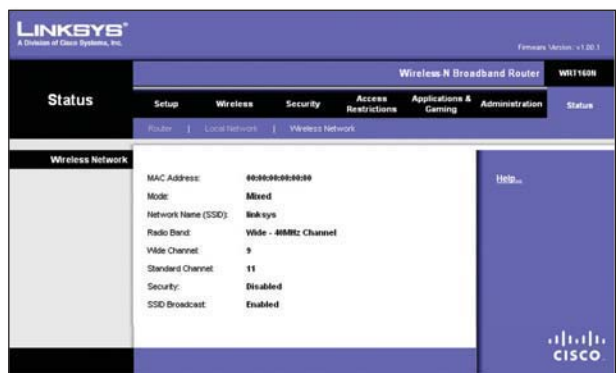 LINKSYS®
A Division of Cisco Systems, Inc.
Firmware Version: v1.00.1
Wireless-N Broadband Router WRT160N
Status
Setup Wireless Security Access Restrictions Applications & Gaming Administration Status
Router | Local Network | Wireless Network
Wireless Network
MAC Address: 00:00:00:00:00:00
Mode: Mixed
Network Name (SSID): linksys
Radio Band: Wide - 40MHz Channel
Wide Channel: 9
Standard Channel: 11
Security: Disabled
SSID Broadcast: Enabled
Help...
CISCO